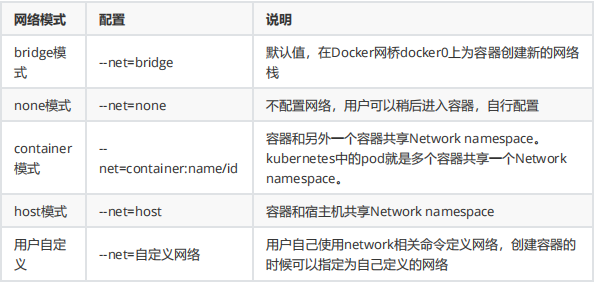 网络模式 配置 说明
bridge模 --net=bridge 默认值，在Docker网桥docker0上为容器创建新的网络
式 栈
none模式 --net=none 不配置网络，用户可以稍后进入容器，自行配置
container -- 容器和另外一个容器共享Network namespace。
模式 net=container:name/id kubernetes中的pod就是多个容器共享一个Network
namespace。
host模式 --net=host 容器和宿主机共享Network namespace
用户自定 --net=自定义网络 用户自己使用network相关命令定义网络，创建容器的
义 时候可以指定为自己定义的网络